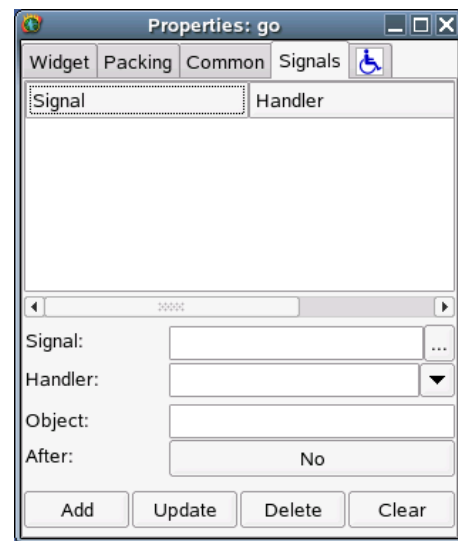 Properties: go
Widget Packing Common Signals
Signal Handler
Signal: ...
Handler:
Object:
After: No
Add Update Delete Clear